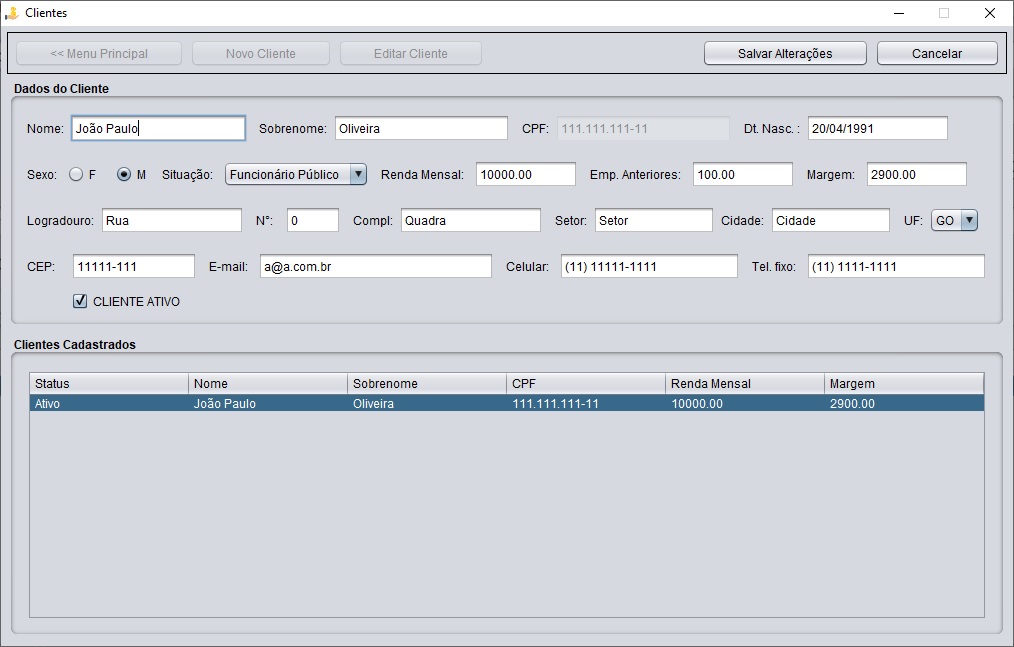 Clientes
<< Menu Principal Novo Cliente Editar Cliente Salvar Alterações Cancelar
Dados do Cliente
Nome: João Paulo Sobrenome: Oliveira CPF: 111.111.111-11 Dt. Nasc. : 20/04/1991
Sexo: F M Situação: Funcionário Público Renda Mensal: 10000.00 Emp. Anteriores: 100.00 Margem: 2900.00
Logradouro: Rua N°: 0 Compl: Quadra Setor: Setor Cidade: Cidade UF: GO
CEP: 11111-111 E-mail: a@a.com.br Celular: (11) 11111-1111 Tel. fixo: (11) 1111-1111
CLIENTE ATIVO
Clientes Cadastrados
Status Nome Sobrenome CPF Renda Mensal Margem
Ativo João Paulo Oliveira 111.111.111-11 10000.00 2900.00